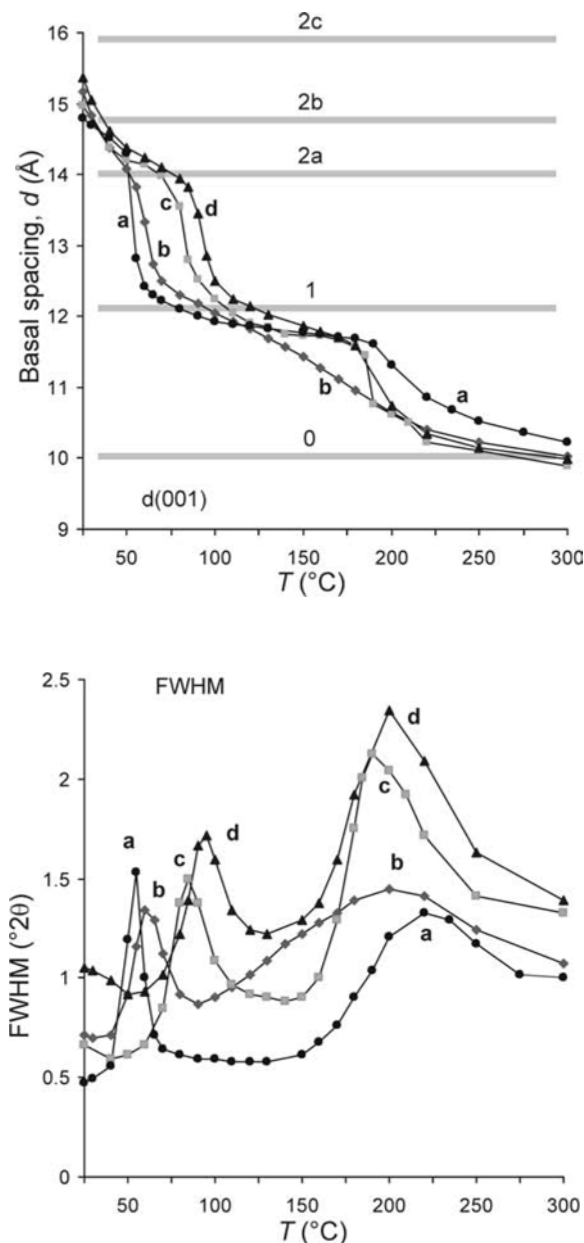 2c
16
15
2b
2a
14
c
d
a
b
13
Basal spacing, d (Å)
1
12
a
b
11
0
10
d(001)
9
50 100 150 200 250 300
T (°C)
2.5
FWHM
d
2
c
a
d
c
b
b
1.5
a
FWHM (°2θ)
1
0.5
0
50 100 150 200 250 300
T (°C)